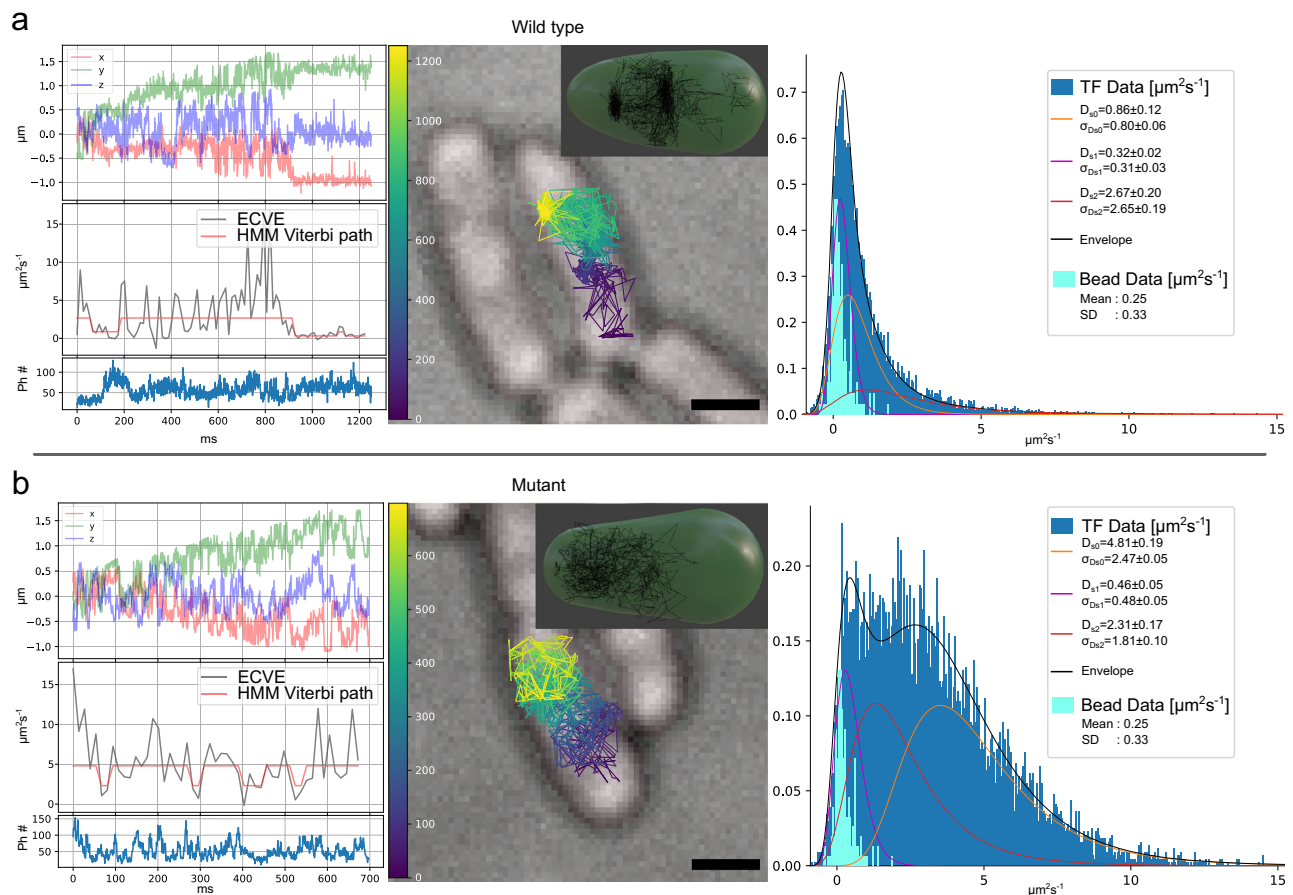 a
Wild type
x
y
z
1.5
1.0
0.5
0.0
−0.5
−1.0
μm
0 200 400 600 800 1000 1200
ECVE
HMM Viterbi path
15
10
5
0
μm²s⁻¹
100
50
Ph #
0 200 400 600 800 1000 1200
ms
1200
1000
800
600
400
200
0
0.7
0.6
0.5
0.4
0.3
0.2
0.1
0.0
0 5 10 15
μm²s⁻¹
TF Data [μm²s⁻¹]
Ds0=0.86±0.12
σDs0=0.80±0.06
Ds1=0.32±0.02
σDs1=0.31±0.03
Ds2=2.67±0.20
σDs2=2.65±0.19
Envelope
Bead Data [μm²s⁻¹]
Mean : 0.25
SD : 0.33
b
Mutant
x
y
z
1.5
1.0
0.5
0.0
−0.5
−1.0
μm
ECVE
HMM Viterbi path
15
10
5
0
μm²s⁻¹
150
100
50
Ph #
0 100 200 300 400 500 600 700
ms
600
500
400
300
200
100
0
0.20
0.15
0.10
0.05
0.00
0 5 10 15
μm²s⁻¹
TF Data [μm²s⁻¹]
Ds0=4.81±0.19
σDs0=2.47±0.05
Ds1=0.46±0.05
σDs1=0.48±0.05
Ds2=2.31±0.17
σDs2=1.81±0.10
Envelope
Bead Data [μm²s⁻¹]
Mean : 0.25
SD : 0.33